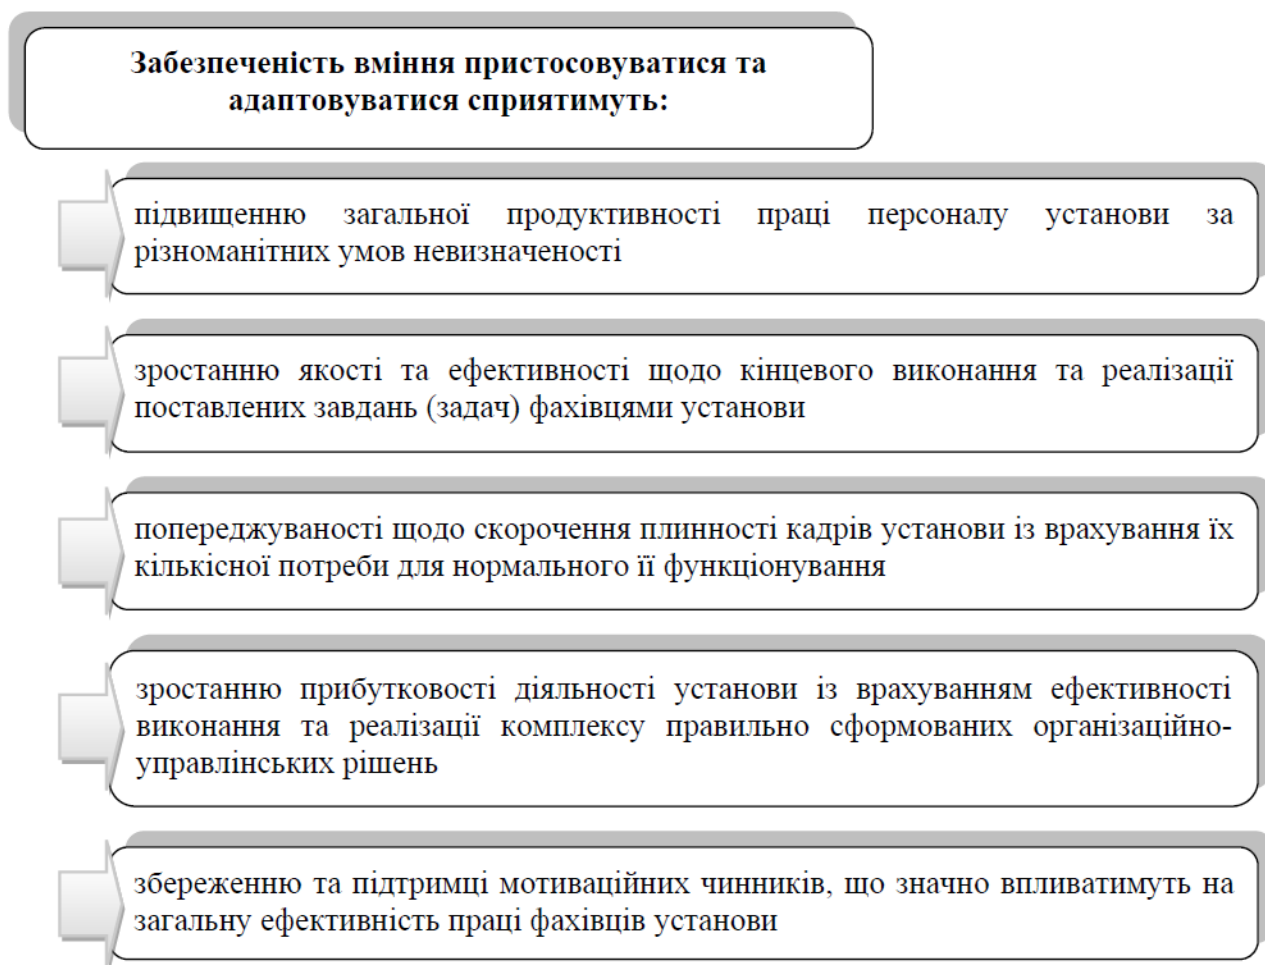 Забезпеченість вміння пристосовуватися та
адаптовуватися сприятимуть:
підвищенню загальної продуктивності праці персоналу установи за
різноманітних умов невизначеності
зростанню якості та ефективності щодо кінцевого виконання та реалізації
поставлених завдань (задач) фахівцями установи
попереджуваності щодо скорочення плинності кадрів установи із врахування їх
кількісної потреби для нормального її функціонування
зростанню прибутковості діяльності установи із врахуванням ефективності
виконання та реалізації комплексу правильно сформованих організаційно-
управлінських рішень
збереженню та підтримці мотиваційних чинників, що значно впливатимуть на
загальну ефективність праці фахівців установи